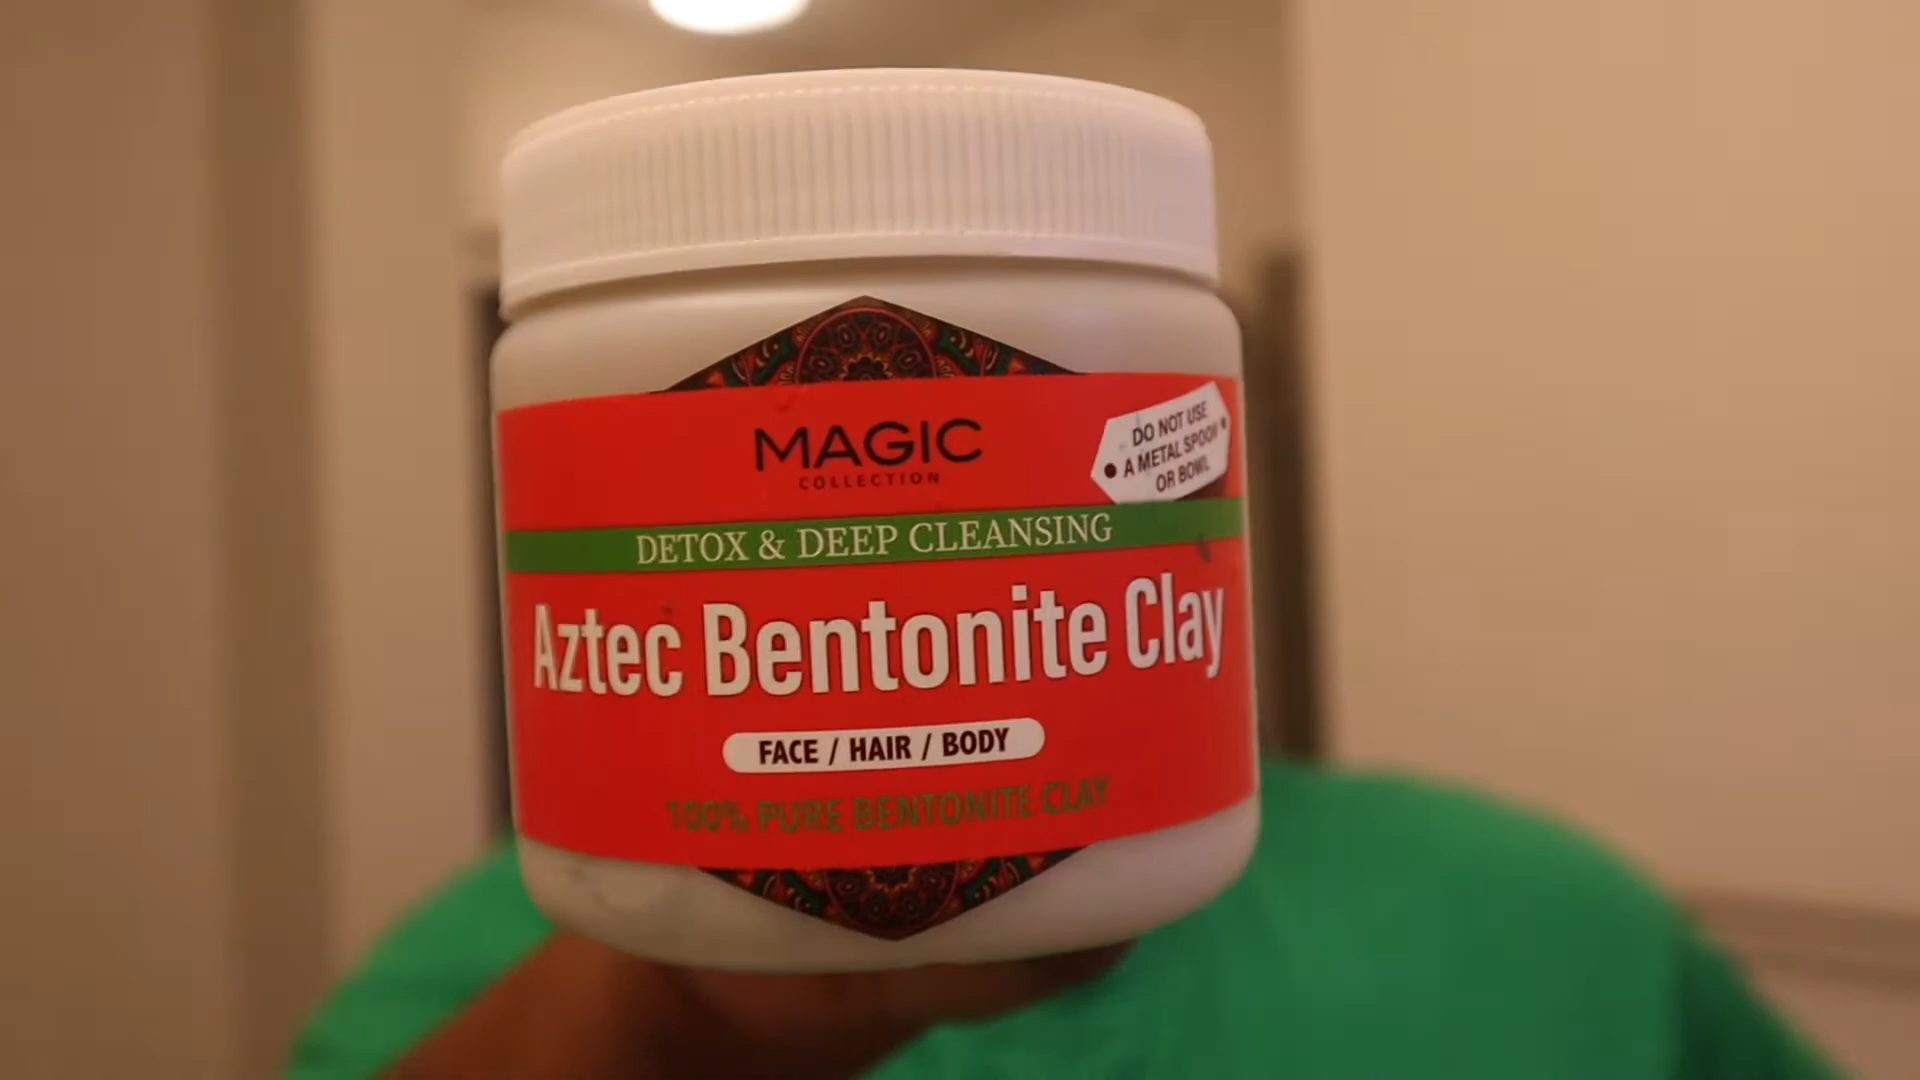 MAGIC
COLLECTION
DO NOT USE
A METAL SPOON
OR BOWL
DETOX & DEEP CLEANSING
Aztec Bentonite Clay
FACE / HAIR / BODY
100% PURE BENTONITE CLAY